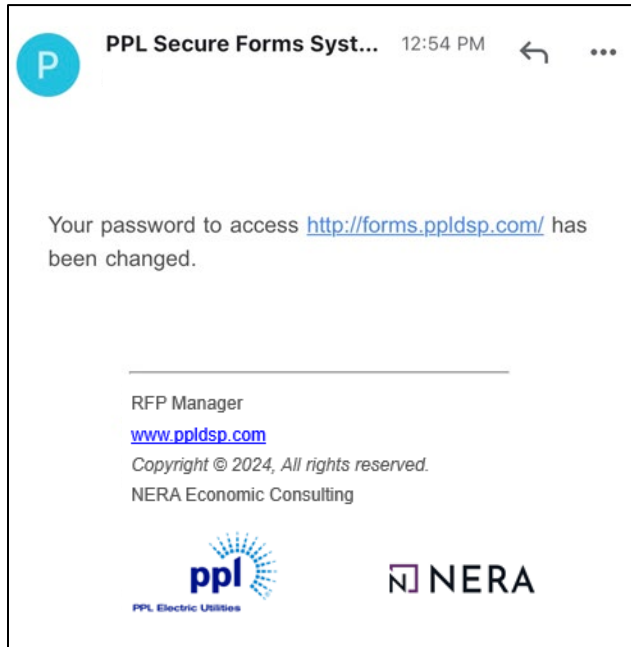 P
PPL Secure Forms Syst... 12:54 PM
Your password to access http://forms.ppldsp.com/ has
been changed.
RFP Manager
www.ppldsp.com
Copyright © 2024, All rights reserved.
NERA Economic Consulting
ppl
PPL Electric Utilities
N NERA